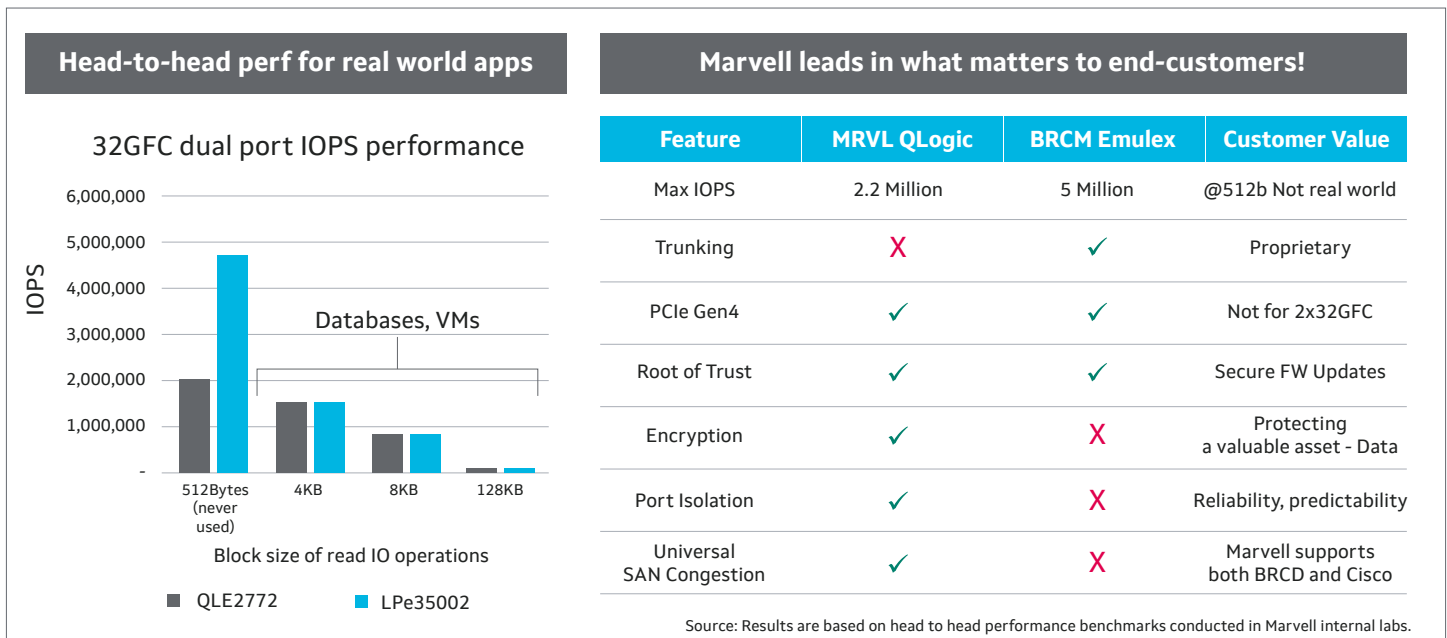 Head-to-head perf for real world apps
32GFC dual port IOPS performance
IOPS
6,000,000
5,000,000
4,000,000
3,000,000
2,000,000
1,000,000
-
Databases, VMs
512Bytes
(never
used)
4KB
8KB
128KB
Block size of read IO operations
QLE2772
LPe35002
Marvell leads in what matters to end-customers!
Feature MRVL QLogic BRCM Emulex Customer Value
Max IOPS 2.2 Million 5 Million @512b Not real world
Trunking X ✓ Proprietary
PCIe Gen4 ✓ ✓ Not for 2x32GFC
Root of Trust ✓ ✓ Secure FW Updates
Encryption ✓ X Protecting
a valuable asset - Data
Port Isolation ✓ X Reliability, predictability
Universal
SAN Congestion ✓ X Marvell supports
both BRCD and Cisco
Source: Results are based on head to head performance benchmarks conducted in Marvell internal labs.